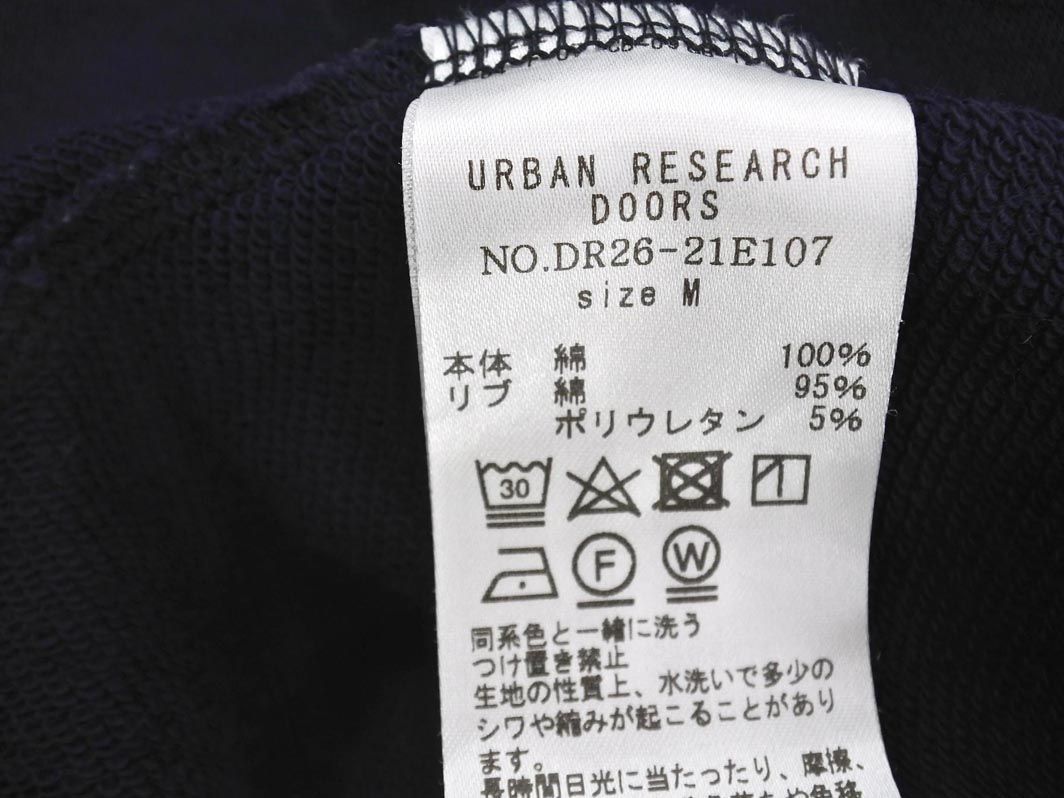 URBAN RESEARCH
DOORS
NO.DR26-21E107
size M
本体 綿 100%
リブ 綿 95%
ポリウレタン 5%
30
F W
同系色と一緒に洗う
つけ置き禁止
生地の性質上、水洗いで多少の
シワや縮みが起こることがあり
ます。
長時間日光に当たったり、摩擦、